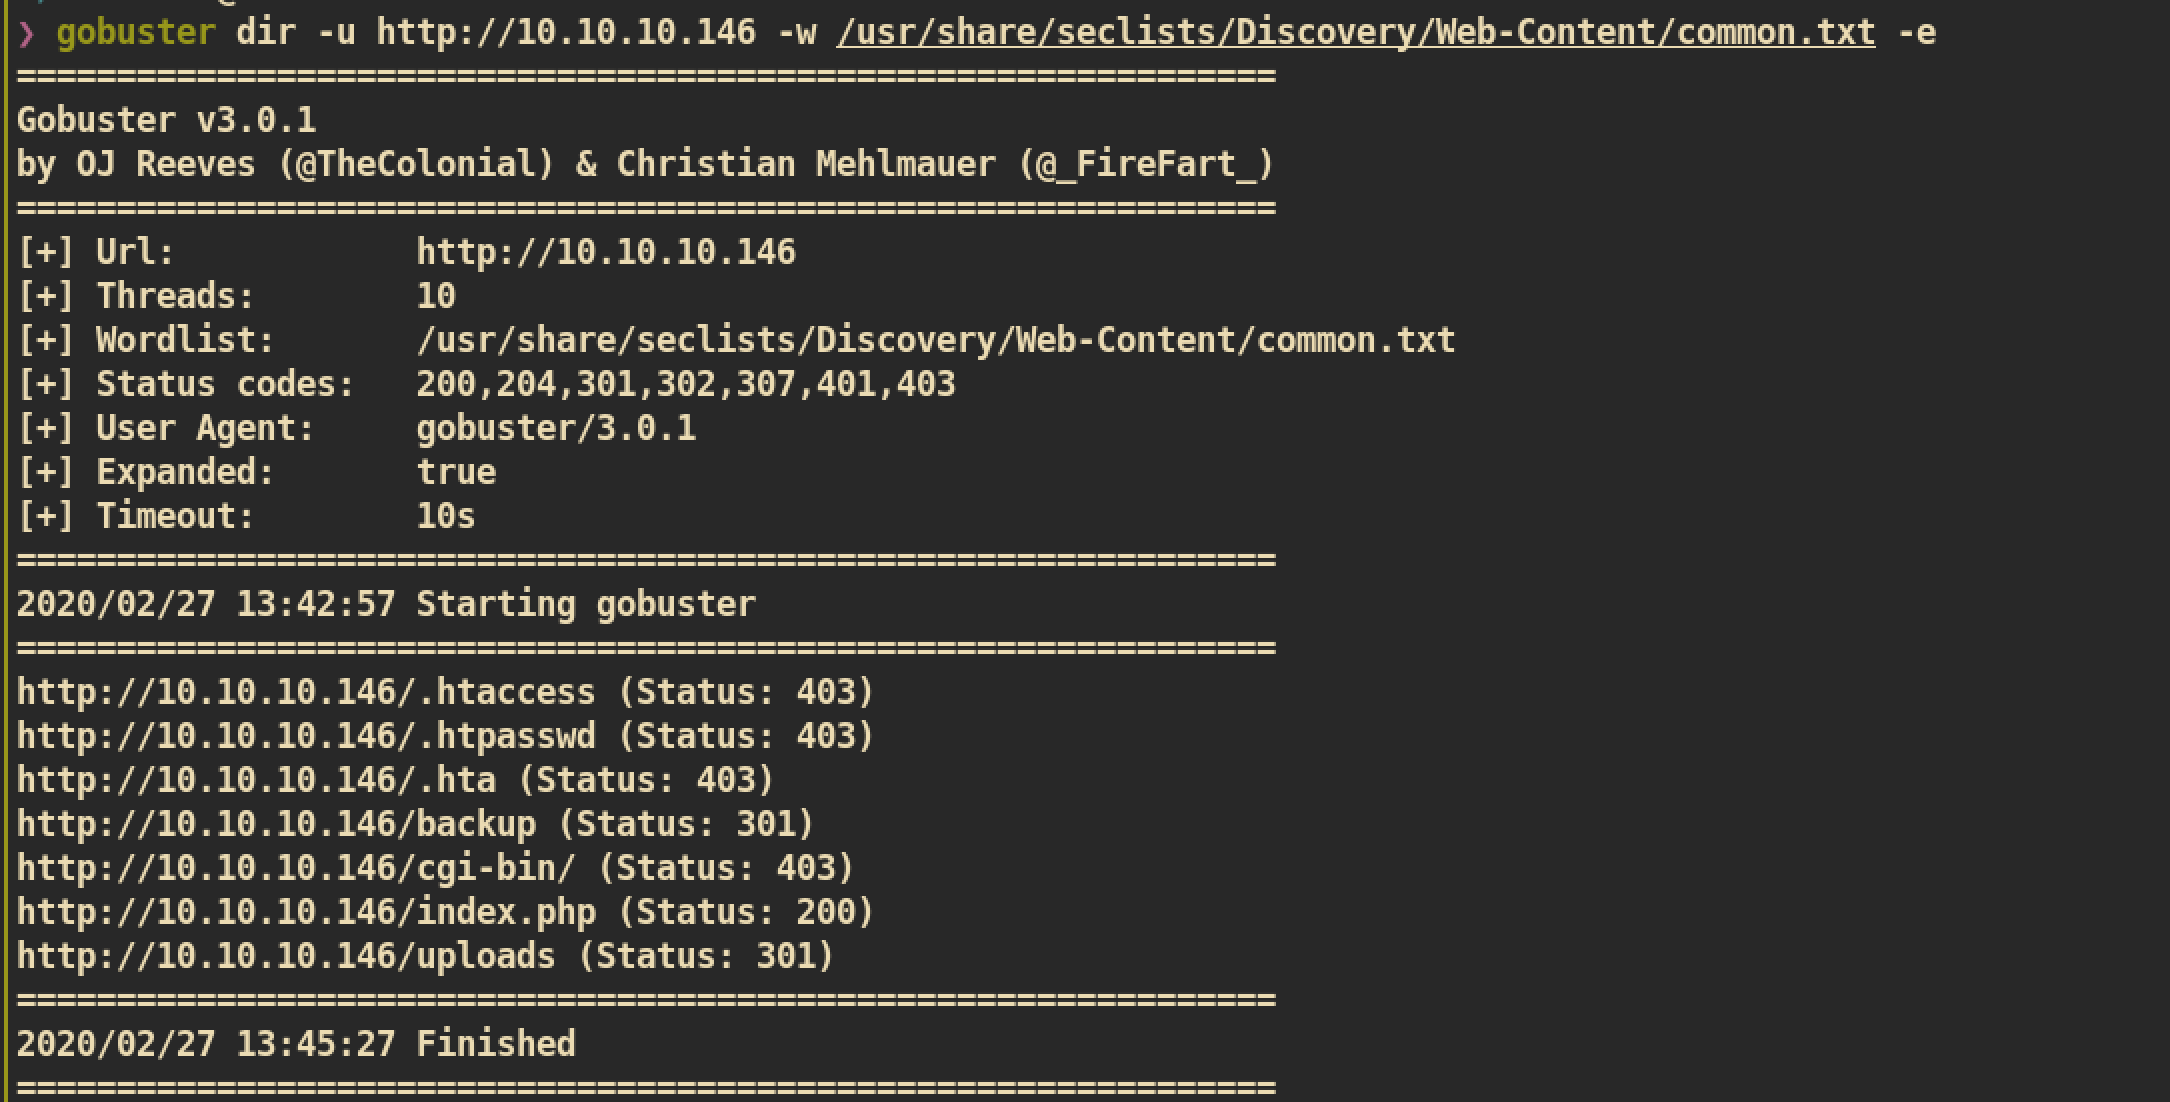 ❯ gobuster dir -u http://10.10.10.146 -w /usr/share/seclists/Discovery/Web-Content/common.txt -e
===============================================================
Gobuster v3.0.1
by OJ Reeves (@TheColonial) & Christian Mehlmauer (@_FireFart_)
===============================================================
[+] Url:            http://10.10.10.146
[+] Threads:        10
[+] Wordlist:       /usr/share/seclists/Discovery/Web-Content/common.txt
[+] Status codes:   200,204,301,302,307,401,403
[+] User Agent:     gobuster/3.0.1
[+] Expanded:       true
[+] Timeout:        10s
===============================================================
2020/02/27 13:42:57 Starting gobuster
===============================================================
http://10.10.10.146/.htaccess (Status: 403)
http://10.10.10.146/.htpasswd (Status: 403)
http://10.10.10.146/.hta (Status: 403)
http://10.10.10.146/backup (Status: 301)
http://10.10.10.146/cgi-bin/ (Status: 403)
http://10.10.10.146/index.php (Status: 200)
http://10.10.10.146/uploads (Status: 301)
===============================================================
2020/02/27 13:45:27 Finished
===============================================================